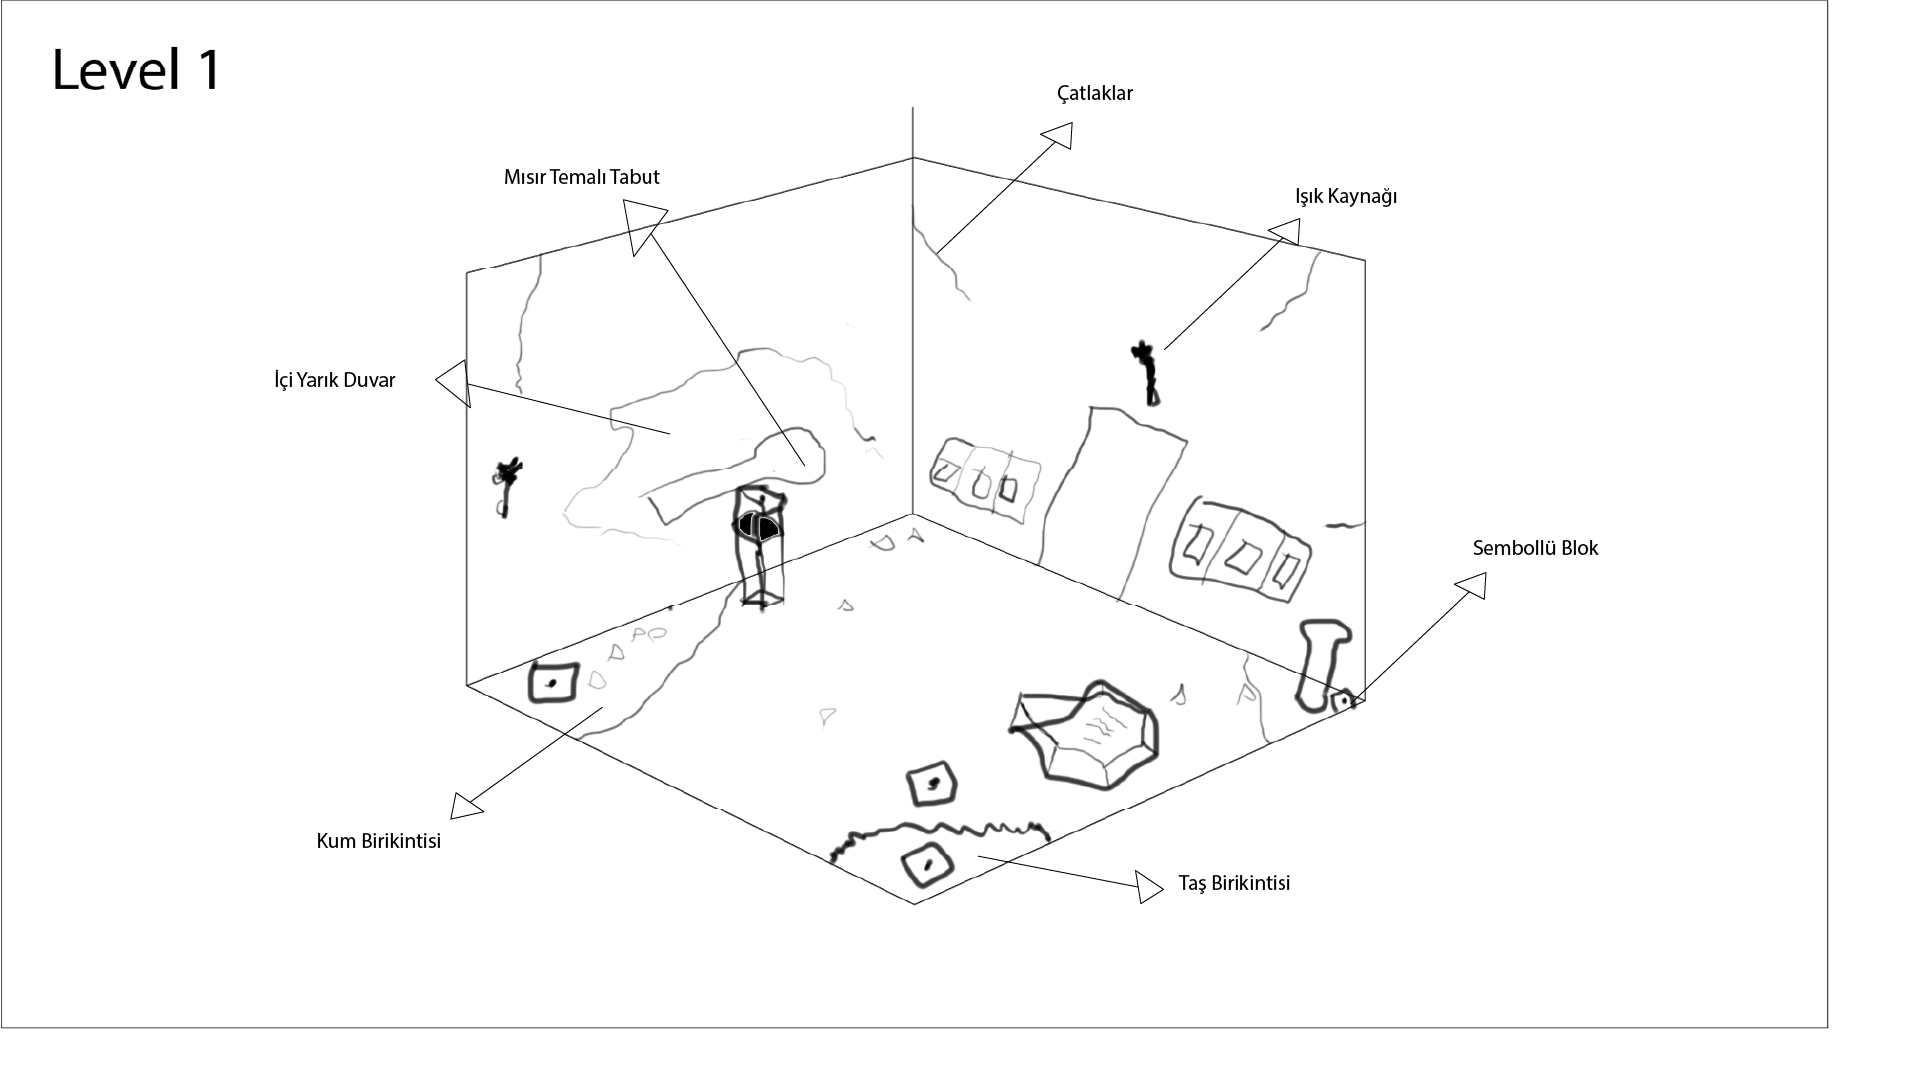 Level 1
Çatlaklar
Mısır Temalı Tabut
Işık Kaynağı
İçi Yarık Duvar
Sembollü Blok
Kum Birikintisi
Taş Birikintisi